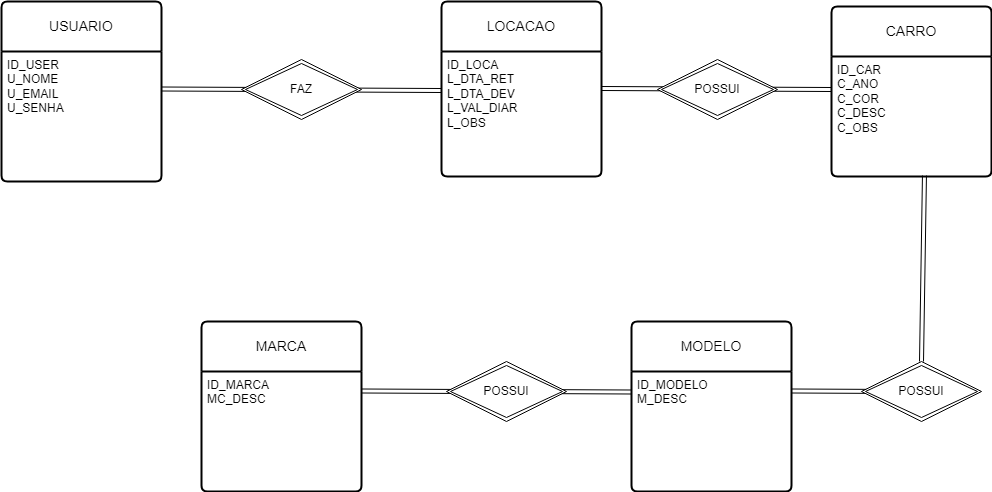 USUARIO
ID_USER
U_NOME
U_EMAIL
U_SENHA
FAZ
LOCACAO
ID_LOCA
L_DTA_RET
L_DTA_DEV
L_VAL_DIAR
L_OBS
POSSUI
CARRO
ID_CAR
C_ANO
C_COR
C_DESC
C_OBS
MARCA
ID_MARCA
MC_DESC
POSSUI
MODELO
ID_MODELO
M_DESC
POSSUI